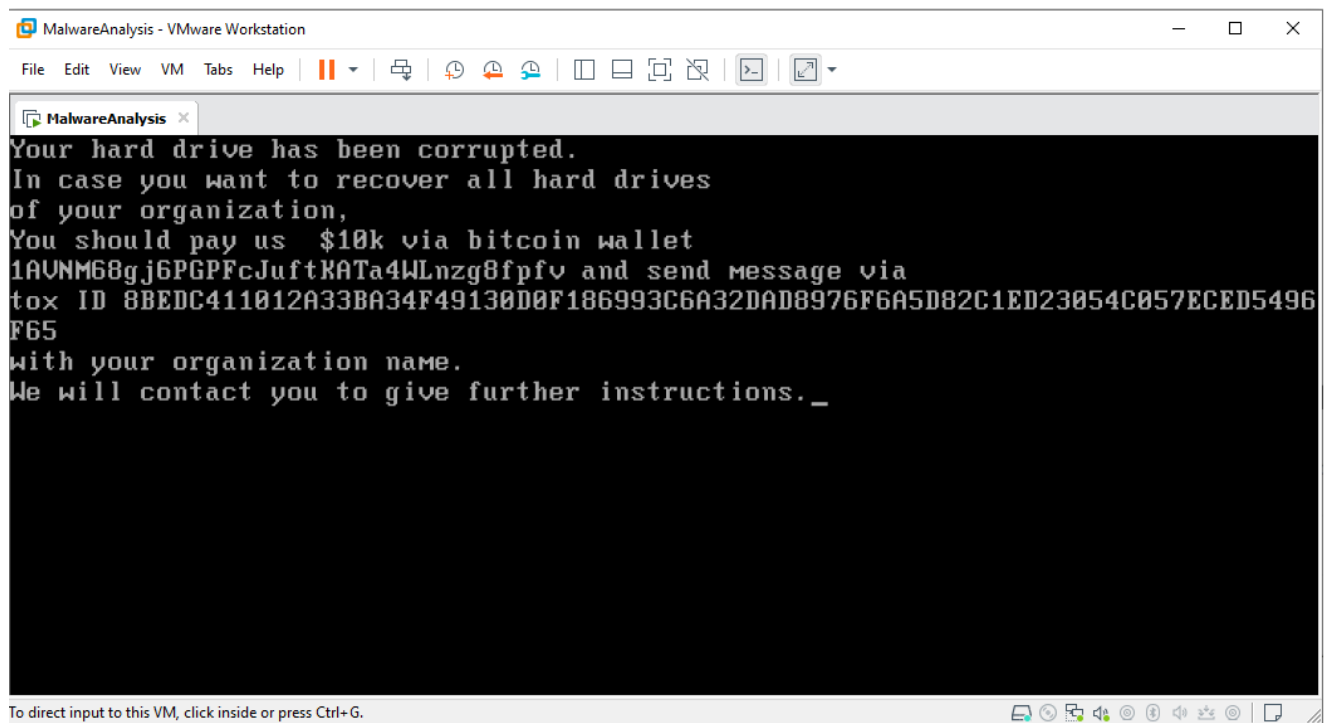 MalwareAnalysis - VMware Workstation
File Edit View VM Tabs Help
MalwareAnalysis
Your hard drive has been corrupted.
In case you want to recover all hard drives
of your organization,
You should pay us  $10k via bitcoin wallet
1AVNM68gj6PGPFcJuftKATa4WLnzg8fpfv and send message via
tox ID 8BEDC411012A33BA34F49130D0F186993C6A32DAD8976F6A5D82C1ED23054C057ECED5496
F65
with your organization name.
We will contact you to give further instructions._
To direct input to this VM, click inside or press Ctrl+G.